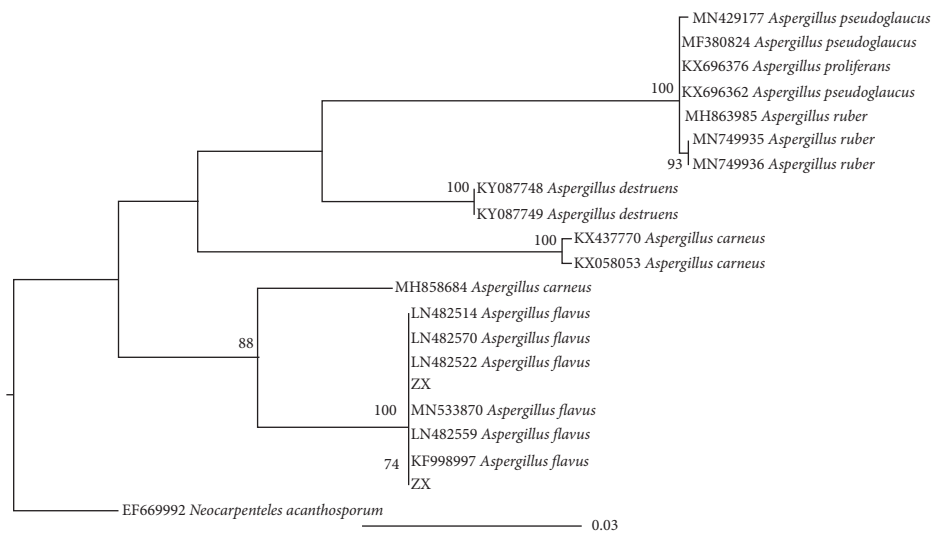 MN429177 Aspergillus pseudoglaucus
MF380824 Aspergillus pseudoglaucus
KX696376 Aspergillus proliferans
100
KX696362 Aspergillus pseudoglaucus
MH863985 Aspergillus ruber
MN749935 Aspergillus ruber
93
MN749936 Aspergillus ruber
100
KY087748 Aspergillus destruens
KY087749 Aspergillus destruens
100
KX437770 Aspergillus carneus
KX058053 Aspergillus carneus
MH858684 Aspergillus carneus
LN482514 Aspergillus flavus
88
LN482570 Aspergillus flavus
LN482522 Aspergillus flavus
ZX
100
MN533870 Aspergillus flavus
LN482559 Aspergillus flavus
74
KF998997 Aspergillus flavus
ZX
EF669992 Neocarpenteles acanthosporum
0.03